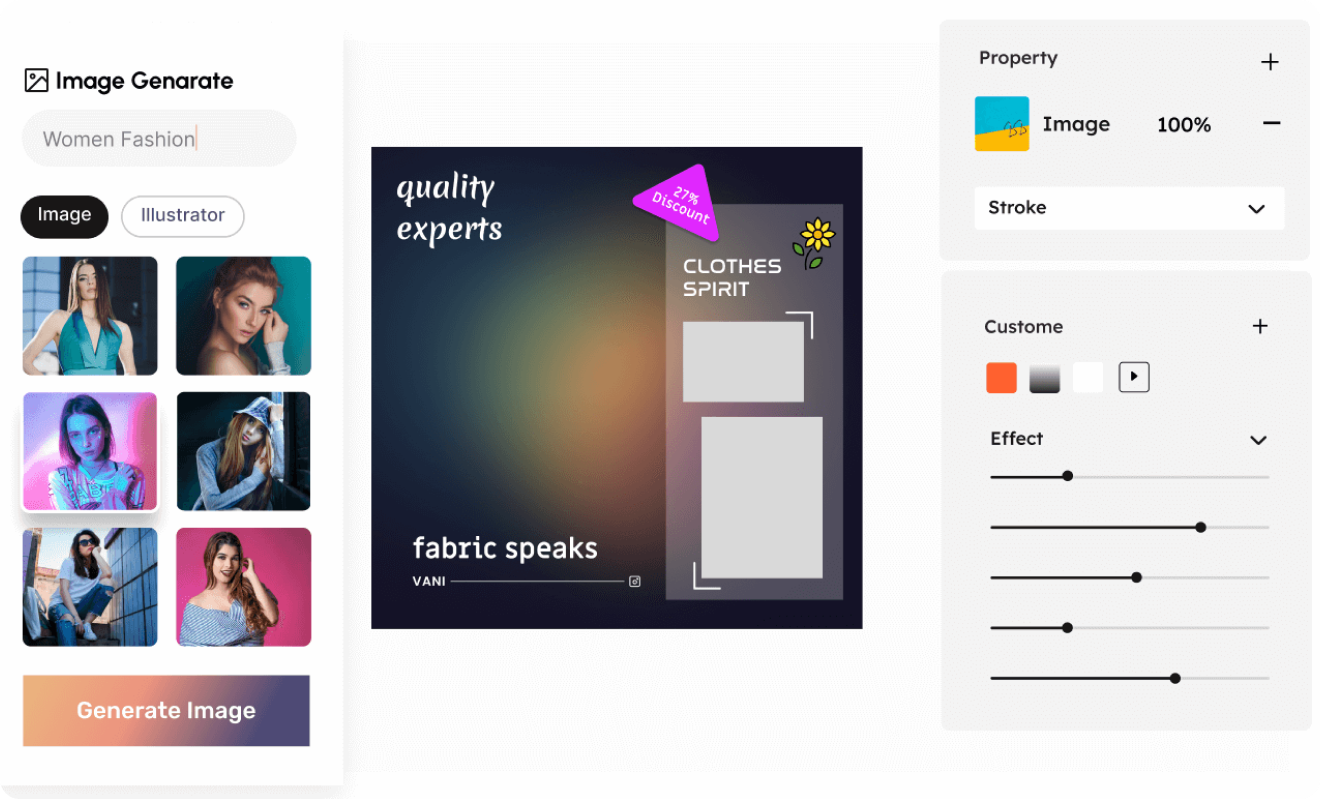 Image Genarate
Women Fashion
Image
Illustrator
Generate Image
quality
experts
27%
Discount
CLOTHES
SPIRIT
fabric speaks
VANI
Property
Image 100%
Stroke
Custome
Effect